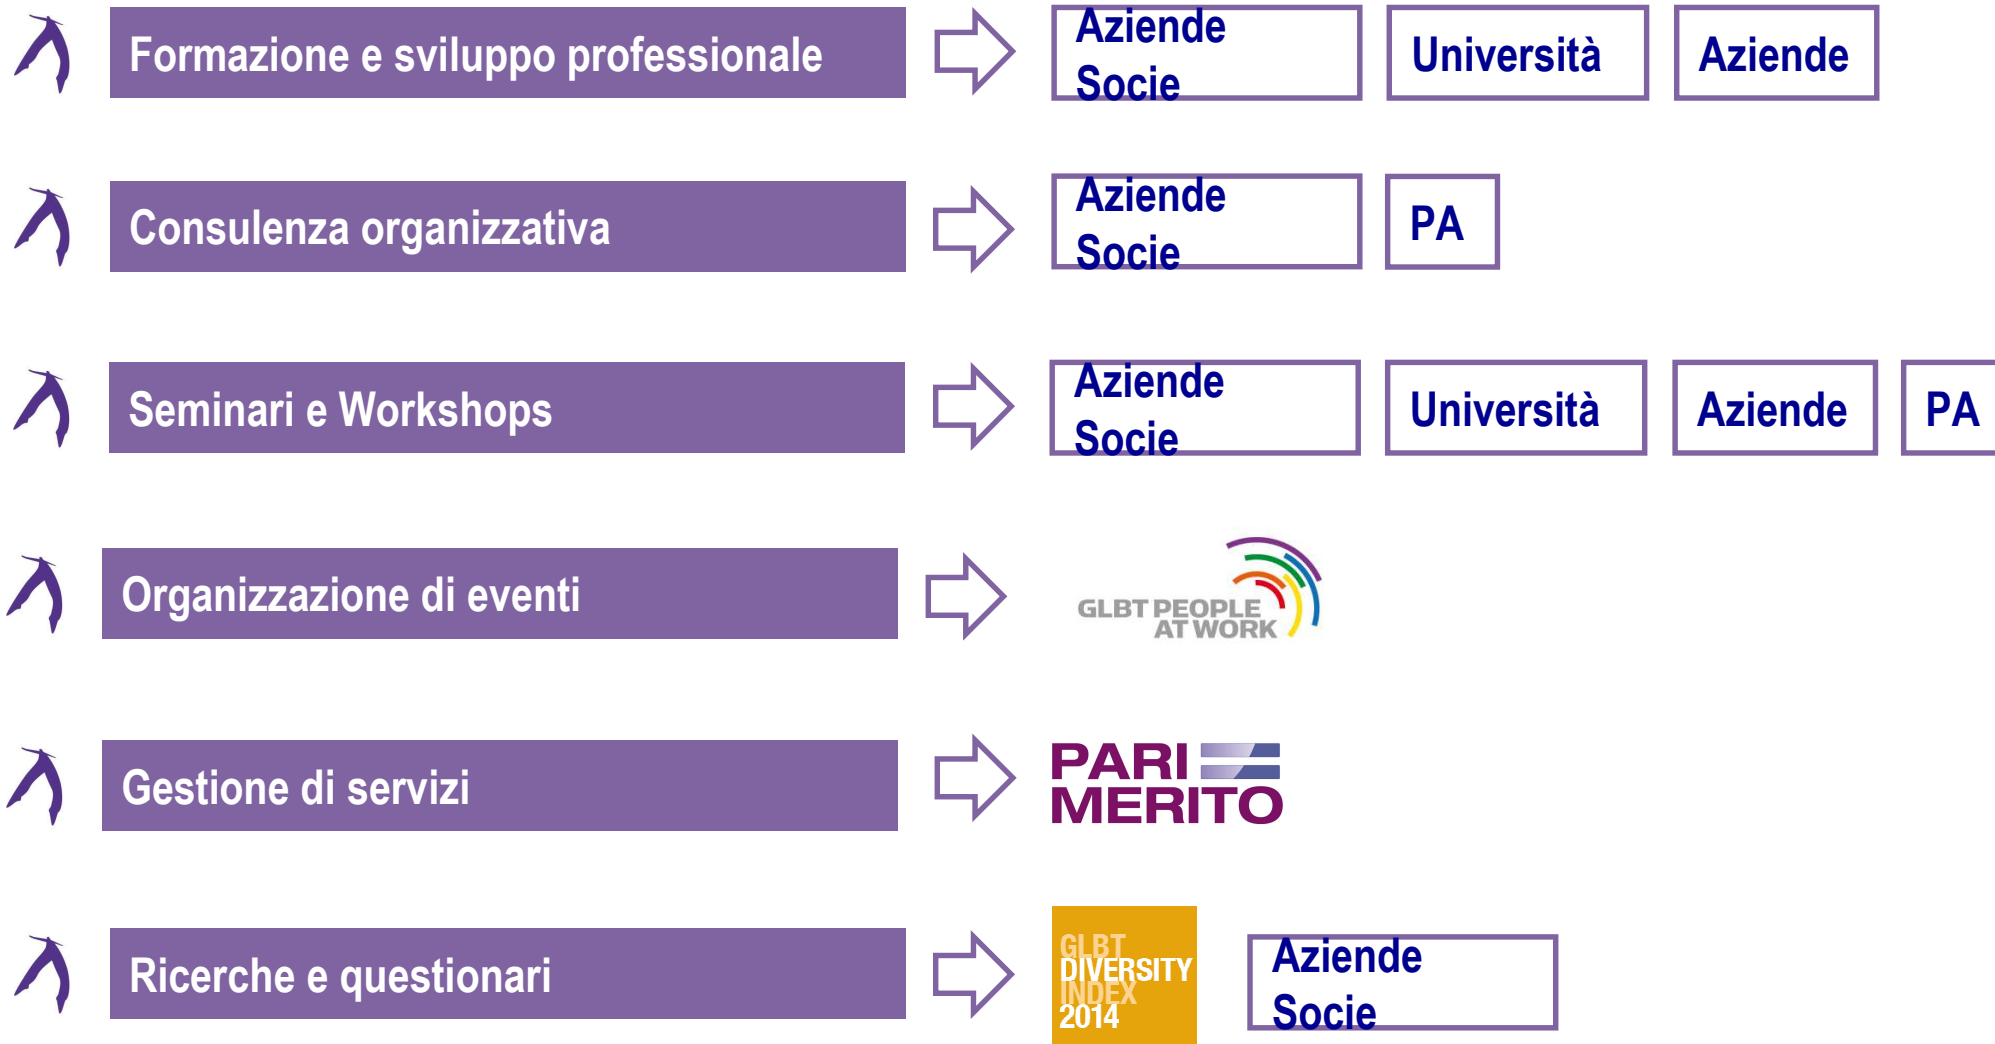 Formazione e sviluppo professionale
Aziende
Socie
Università
Aziende
Consulenza organizzativa
Aziende
Socie
PA
Seminari e Workshops
Aziende
Socie
Università
Aziende
PA
Organizzazione di eventi
GLBT PEOPLE
AT WORK
Gestione di servizi
PARI
MERITO
Ricerche e questionari
GLBT
DIVERSITY
INDEX
2014
Aziende
Socie